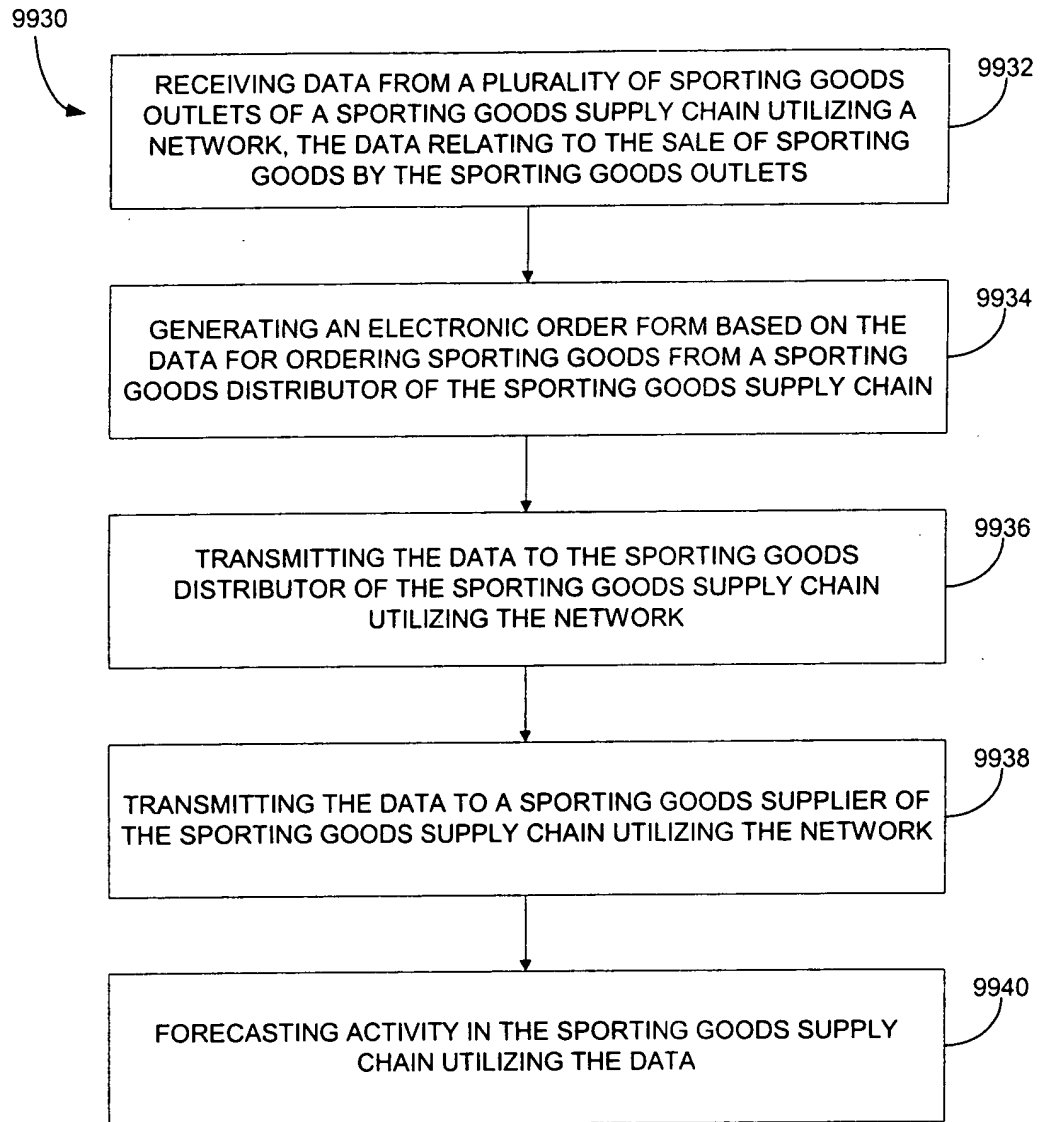 9930
RECEIVING DATA FROM A PLURALITY OF SPORTING GOODS
OUTLETS OF A SPORTING GOODS SUPPLY CHAIN UTILIZING A
NETWORK, THE DATA RELATING TO THE SALE OF SPORTING
GOODS BY THE SPORTING GOODS OUTLETS
9932
GENERATING AN ELECTRONIC ORDER FORM BASED ON THE
DATA FOR ORDERING SPORTING GOODS FROM A SPORTING
GOODS DISTRIBUTOR OF THE SPORTING GOODS SUPPLY CHAIN
9934
TRANSMITTING THE DATA TO THE SPORTING GOODS
DISTRIBUTOR OF THE SPORTING GOODS SUPPLY CHAIN
UTILIZING THE NETWORK
9936
TRANSMITTING THE DATA TO A SPORTING GOODS SUPPLIER OF
THE SPORTING GOODS SUPPLY CHAIN UTILIZING THE NETWORK
9938
FORECASTING ACTIVITY IN THE SPORTING GOODS SUPPLY
CHAIN UTILIZING THE DATA
9940